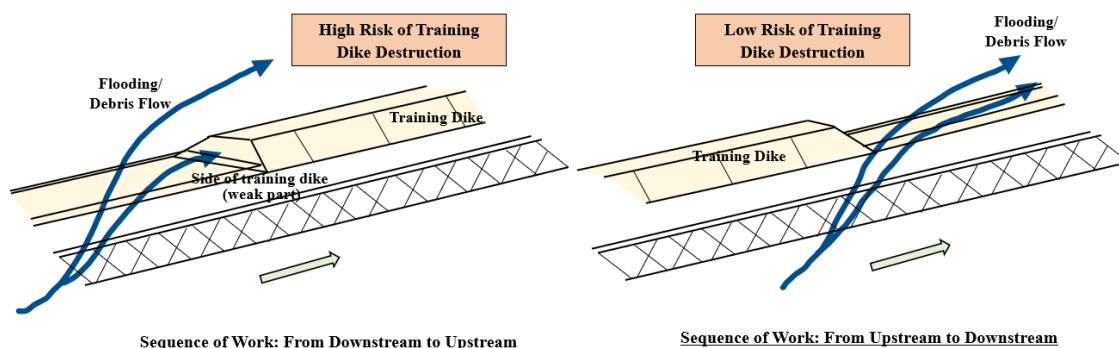 High Risk of Training
Dike Destruction
Flooding/
Debris Flow
Training Dike
Side of training dike
(weak part)
Sequence of Work: From Downstream to Upstream
Low Risk of Training
Dike Destruction
Flooding/
Debris Flow
Training Dike
Sequence of Work: From Upstream to Downstream